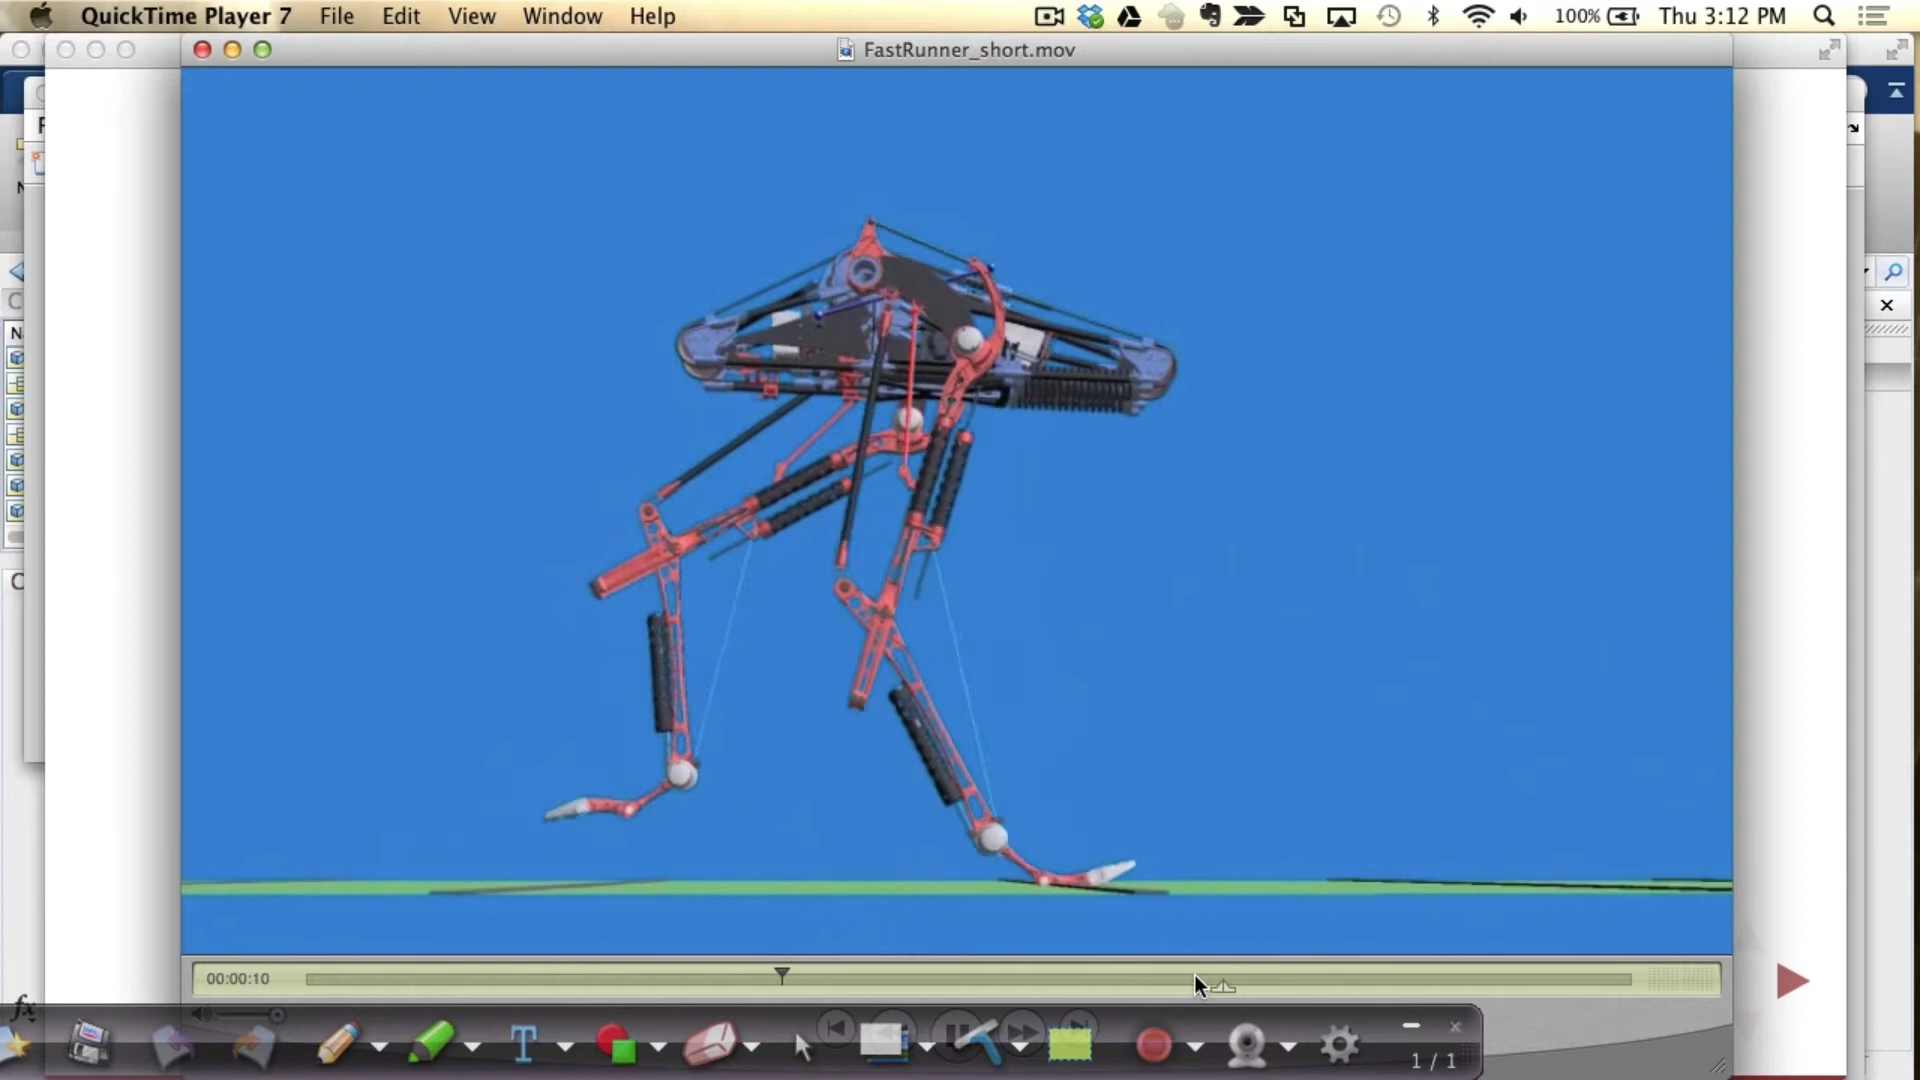 QuickTime Player 7 File Edit View Window Help 100% Thu 3:12 PM
FastRunner_short.mov
00:00:10
fx
T
1 / 1